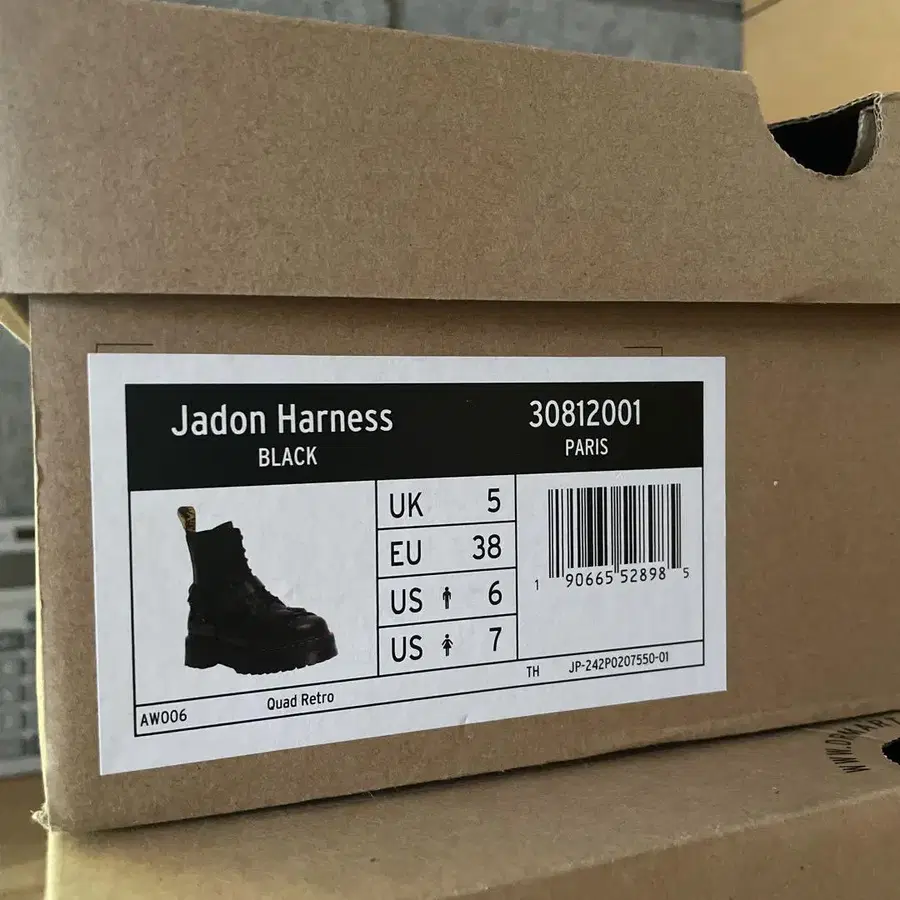 Jadon Harness
BLACK
30812001
PARIS
UK 5
EU 38
US 6
US 7
1 90665 52898 5
TH JP-242P0207550-01
Quad Retro
AW006